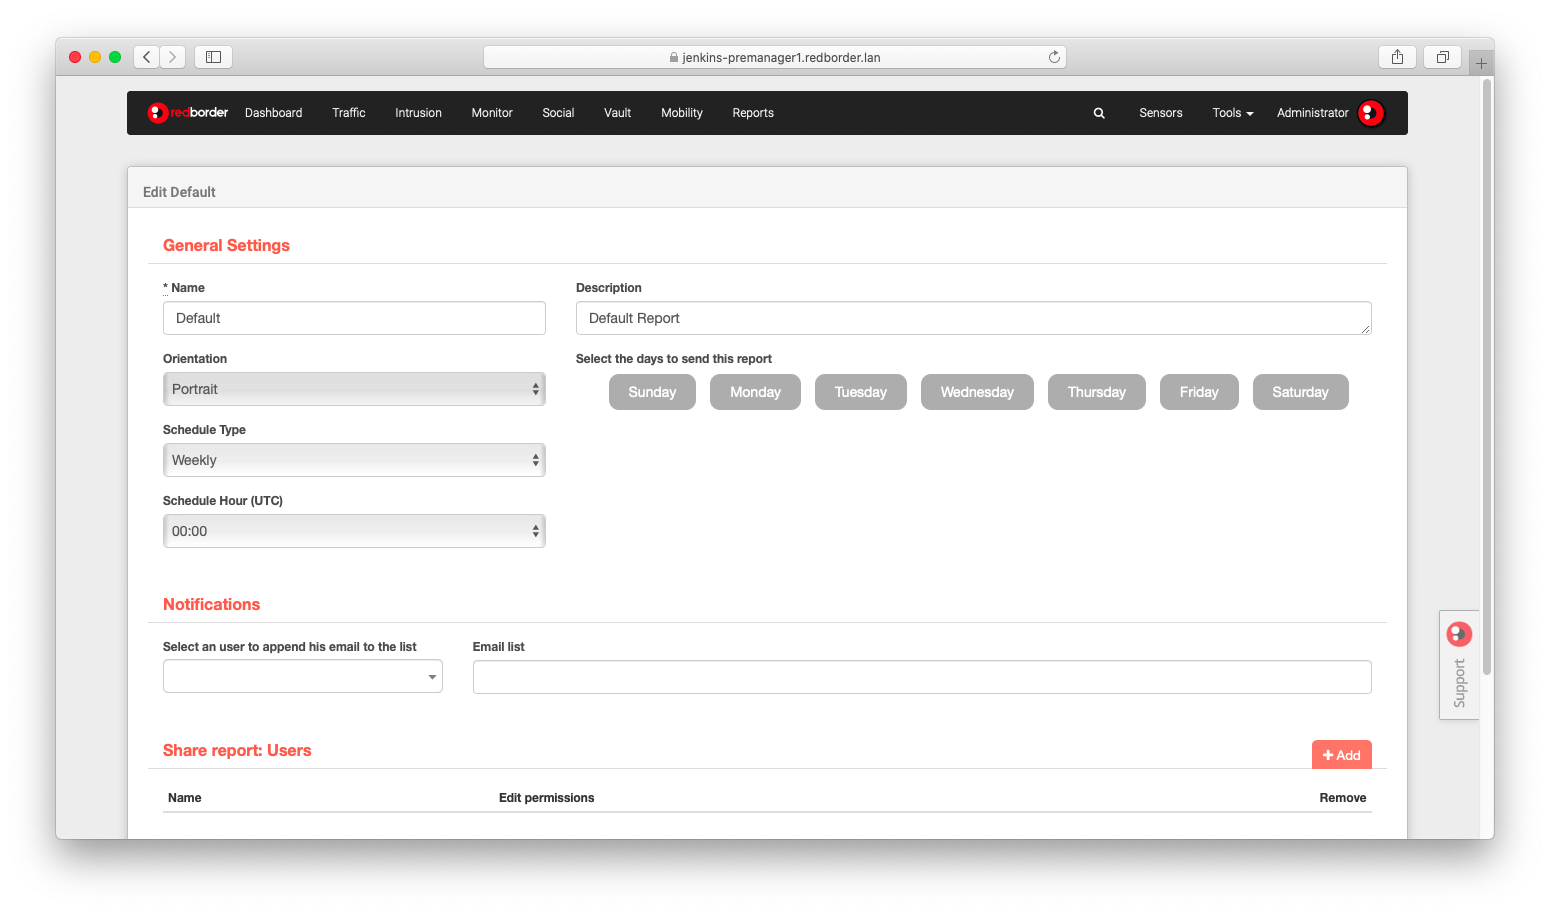 jenkins-premanager1.redborder.lan
redborder Dashboard Traffic Intrusion Monitor Social Vault Mobility Reports Sensors Tools Administrator
Edit Default
General Settings
* Name Description
Default Default Report
Orientation Select the days to send this report
Portrait Sunday Monday Tuesday Wednesday Thursday Friday Saturday
Schedule Type
Weekly
Schedule Hour (UTC)
00:00
Notifications
Select an user to append his email to the list Email list
Support
Share report: Users + Add
Name Edit permissions Remove